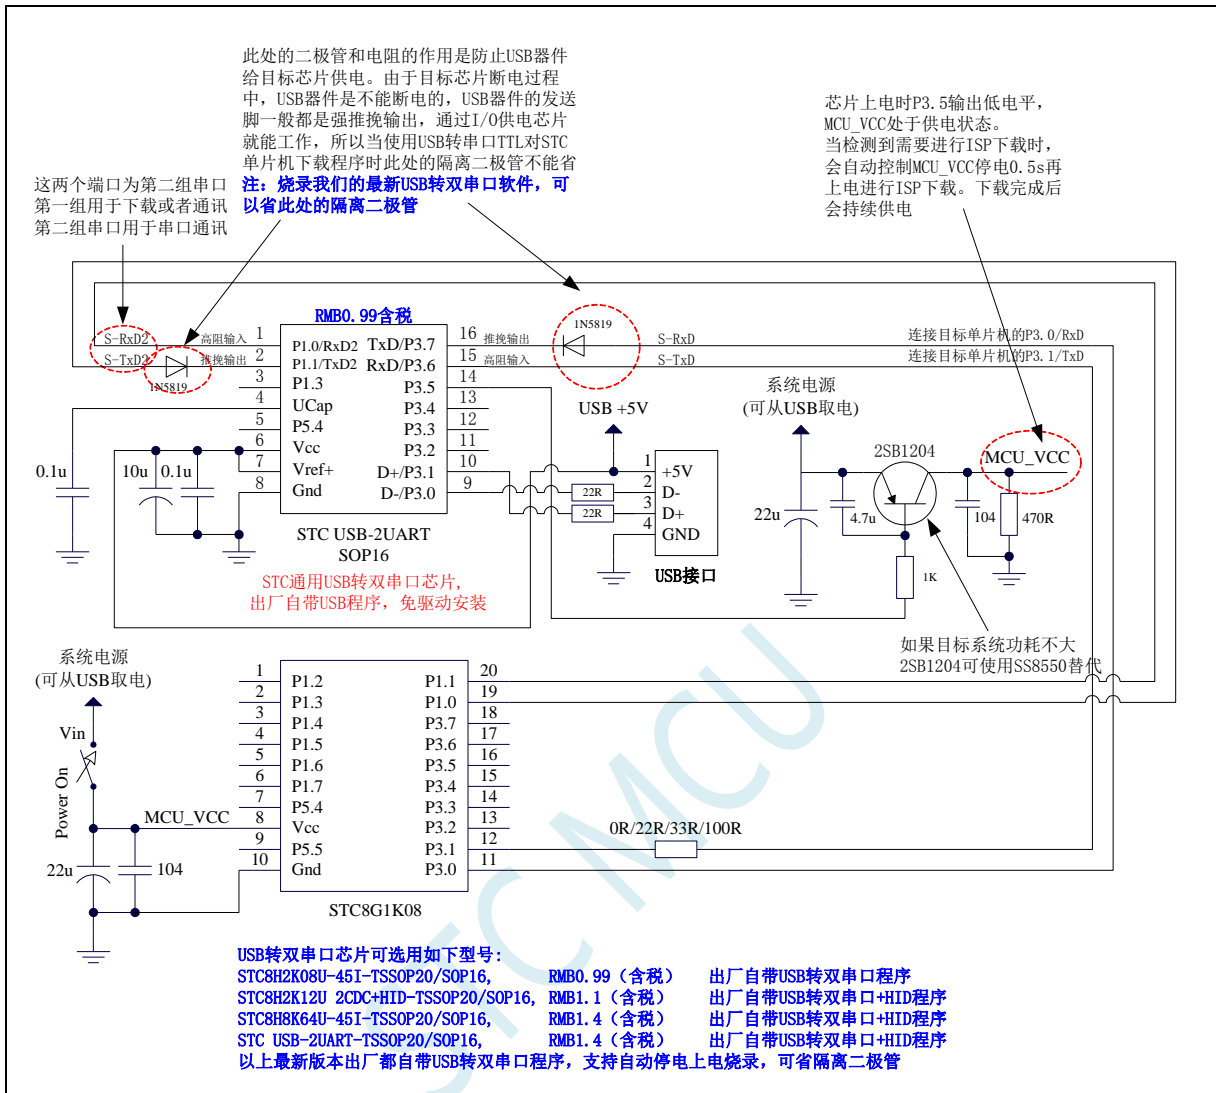 此处的二极管和电阻的作用是防止USB器件
给目标芯片供电。由于目标芯片断电过程
中，USB器件是不能断电的，USB器件的发送
脚一般都是强推挽输出，通过I/O供电芯片
就能工作，所以当使用USB转串口TTL对STC
单片机下载程序时此处的隔离二极管不能省
注：烧录我们的最新USB转双串口软件，可
以省此处的隔离二极管
芯片上电时P3.5输出低电平，
MCU_VCC处于供电状态。
当检测到需要进行ISP下载时，
会自动控制MCU_VCC停电0.5s再
上电进行ISP下载。下载完成后
会持续供电
这两个端口为第二组串口
第一组用于下载或者通讯
第二组串口用于串口通讯
RMB0.99含税
S-RxD2 高阻输入 1 P1.0/RxD2 TxD/P3.7 16 推挽输出 1N5819 S-RxD 连接目标单片机的P3.0/RxD
S-TxD2 推挽输出 2 P1.1/TxD2 RxD/P3.6 15 高阻输入 S-TxD 连接目标单片机的P3.1/TxD
1N5819 3 P1.3 P3.5 14
4 UCap P3.4 13
5 P5.4 P3.3 12
6 Vcc P3.2 11
7 Vref+ D+/P3.1 10
8 Gnd D-/P3.0 9
0.1u 10u 0.1u
STC USB-2UART
SOP16
STC通用USB转双串口芯片，
出厂自带USB程序，免驱动安装
USB +5V
1 +5V
2 D-
3 D+
4 GND
22R
22R
USB接口
系统电源
(可从USB取电)
2SB1204
MCU_VCC
22u 4.7u 104 470R
1K
如果目标系统功耗不大
2SB1204可使用SS8550替代
系统电源
(可从USB取电)
Vin
Power On
MCU_VCC
22u 104
1 P1.2 P1.1 20
2 P1.3 P1.0 19
3 P1.4 P3.7 18
4 P1.5 P3.6 17
5 P1.6 P3.5 16
6 P1.7 P3.4 15
7 P5.4 P3.3 14
8 Vcc P3.2 13
9 P5.5 P3.1 12
10 Gnd P3.0 11
0R/22R/33R/100R
STC8G1K08
STC MCU
USB转双串口芯片可选用如下型号：
STC8H2K08U-45I-TSSOP20/SOP16, RMB0.99（含税） 出厂自带USB转双串口程序
STC8H2K12U 2CDC+HID-TSSOP20/SOP16, RMB1.1（含税） 出厂自带USB转双串口+HID程序
STC8H8K64U-45I-TSSOP20/SOP16, RMB1.4（含税） 出厂自带USB转双串口+HID程序
STC USB-2UART-TSSOP20/SOP16, RMB1.4（含税） 出厂自带USB转双串口+HID程序
以上最新版本出厂都自带USB转双串口程序，支持自动停电上电烧录，可省隔离二极管